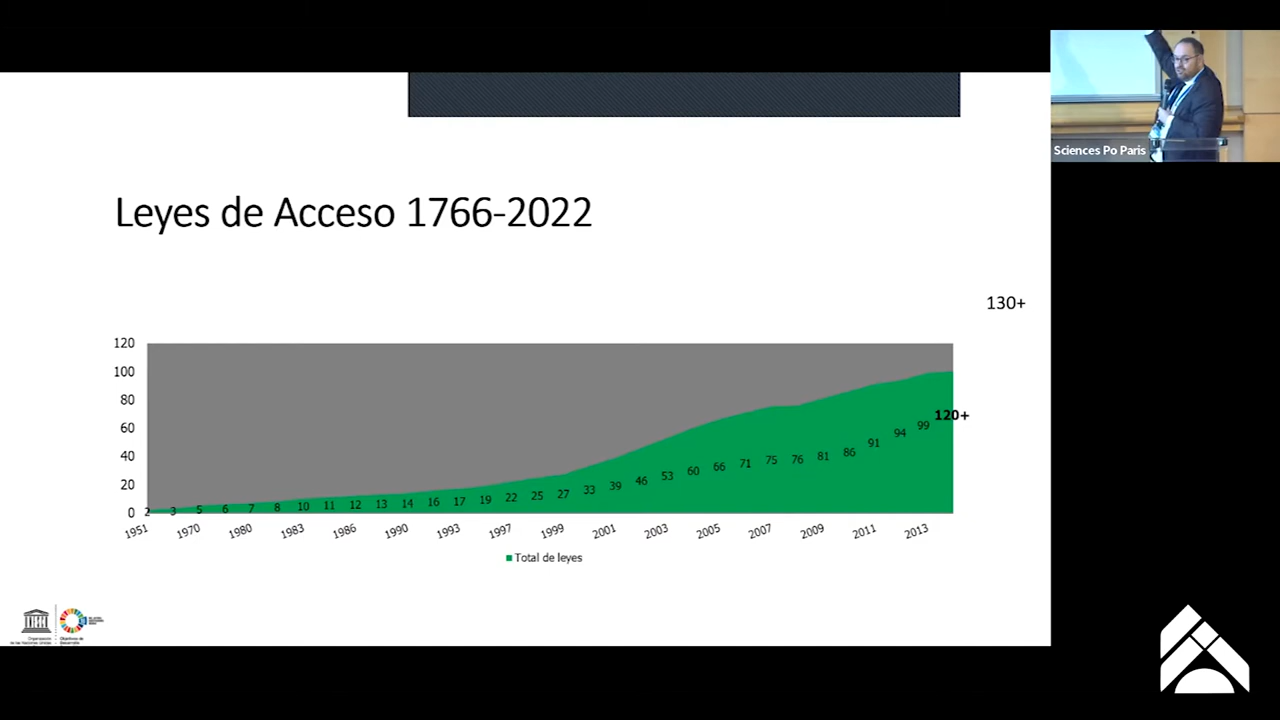 Sciences Po Paris
Leyes de Acceso 1766-2022
130+
120
100
80
60
40
20
0
2 3 5 6 7 8 10 11 12 13 14 16 17 19 22 25 27 33 39 46 53 60 66 71 75 76 81 86 91 94 99 120+
1951 1970 1980 1983 1986 1990 1993 1997 1999 2001 2003 2005 2007 2009 2011 2013
Total de leyes